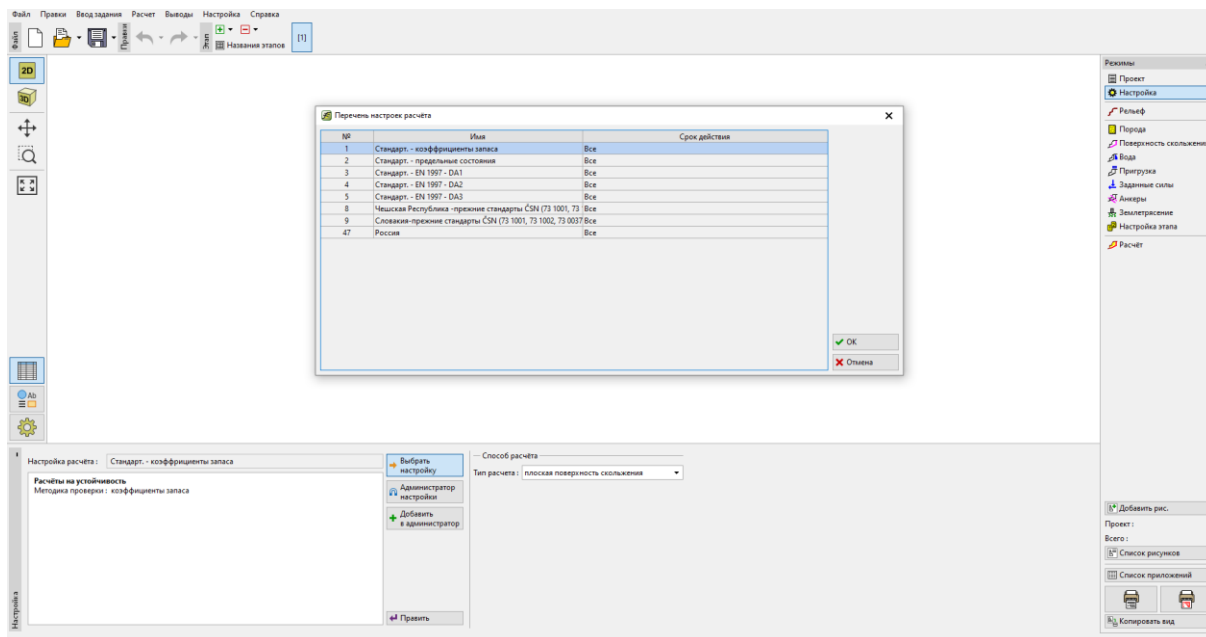 Файл Правки Ввод задания Расчет Выводы Настройка Справка
Файл
Правки
Этап
Названия этапов
[1]
2D
3D
Режимы
Проект
Настройка
Рельеф
Порода
Поверхность скольжени
Вода
Пригрузка
Заданные силы
Анкеры
Землетрясение
Настройка этапа
Расчёт
Перечень настроек расчёта
№ Имя Срок действия
1 Стандарт. - коэффициенты запаса Все
2 Стандарт. - предельные состояния Все
3 Стандарт. - EN 1997 - DA1 Все
4 Стандарт. - EN 1997 - DA2 Все
5 Стандарт. - EN 1997 - DA3 Все
8 Чешская Республика -прежние стандарты ČSN (73 1001, 73 Все
9 Словакия-прежние стандарты ČSN (73 1001, 73 1002, 73 0037 Все
47 Россия Все
OK
Отмена
Ab
Настройка расчёта : Стандарт. - коэффициенты запаса
Расчёты на устойчивость
Методика проверки : коэффициенты запаса
Выбрать
настройку
Администратор
настройки
Добавить
в администратор
Править
Способ расчёта
Тип расчета : плоская поверхность скольжения
Настройка
Добавить рис.
Проект :
Всего :
Список рисунков
Список приложений
Копировать вид